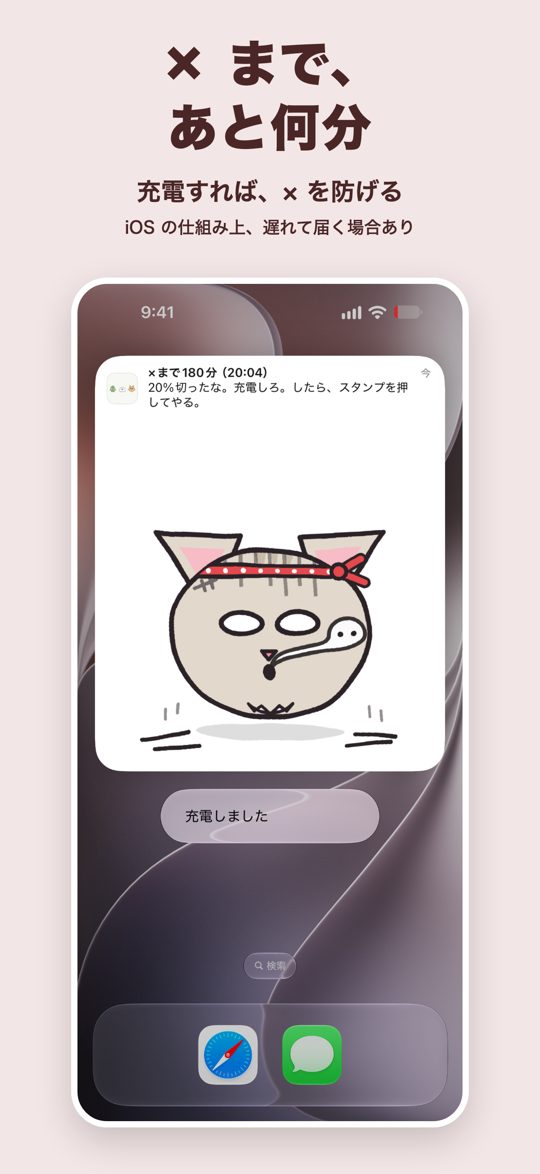 × まで、
あと何分
充電すれば、× を防げる
iOS の仕組み上、遅れて届く場合あり
9:41
×まで180分（20:04）
今
20%切ったな。充電しろ。したら、スタンプを押
してやる。
充電しました
検索